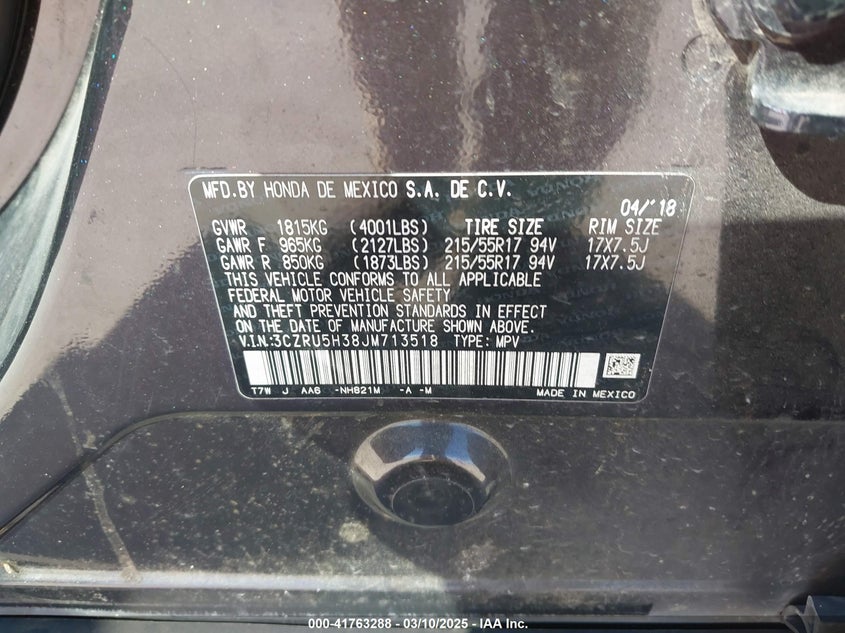 MFD.BY HONDA DE MEXICO S.A. DE C.V.
04/'18
GVWR 1815KG (4001LBS) TIRE SIZE RIM SIZE
GAWR F 965KG (2127LBS) 215/55R17 94V 17X7.5J
GAWR R 850KG (1873LBS) 215/55R17 94V 17X7.5J
THIS VEHICLE CONFORMS TO ALL APPLICABLE
FEDERAL MOTOR VEHICLE SAFETY
AND THEFT PREVENTION STANDARDS IN EFFECT
ON THE DATE OF MANUFACTURE SHOWN ABOVE.
V.I.N:3CZRU5H38JM713518 TYPE: MPV
T7W J AA6 -NH821M -A -M MADE IN MEXICO
000-41763288 - 03/10/2025 - IAA Inc.